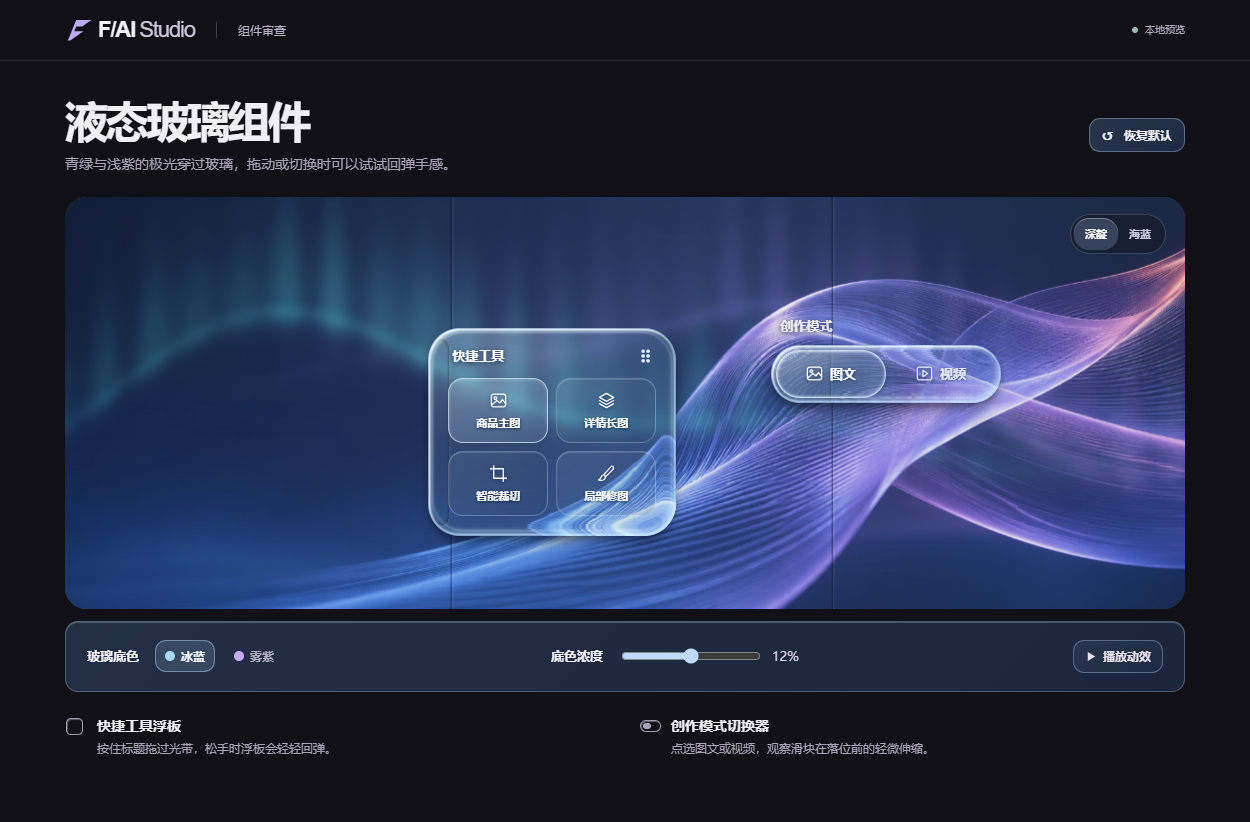 F/AI Studio
组件审查
本地预览
液态玻璃组件
恢复默认
青绿与浅紫的极光穿过玻璃，拖动或切换时可以试试回弹手感。
深靛
海蓝
创作模式
图文
视频
快捷工具
商品主图
详情长图
智能裁切
局部修图
玻璃底色
冰蓝
雾紫
底色浓度
12%
播放动效
快捷工具浮板
按住标题拖过光带，松手时浮板会轻轻回弹。
创作模式切换器
点选图文或视频，观察滑块在落位前的轻微伸缩。